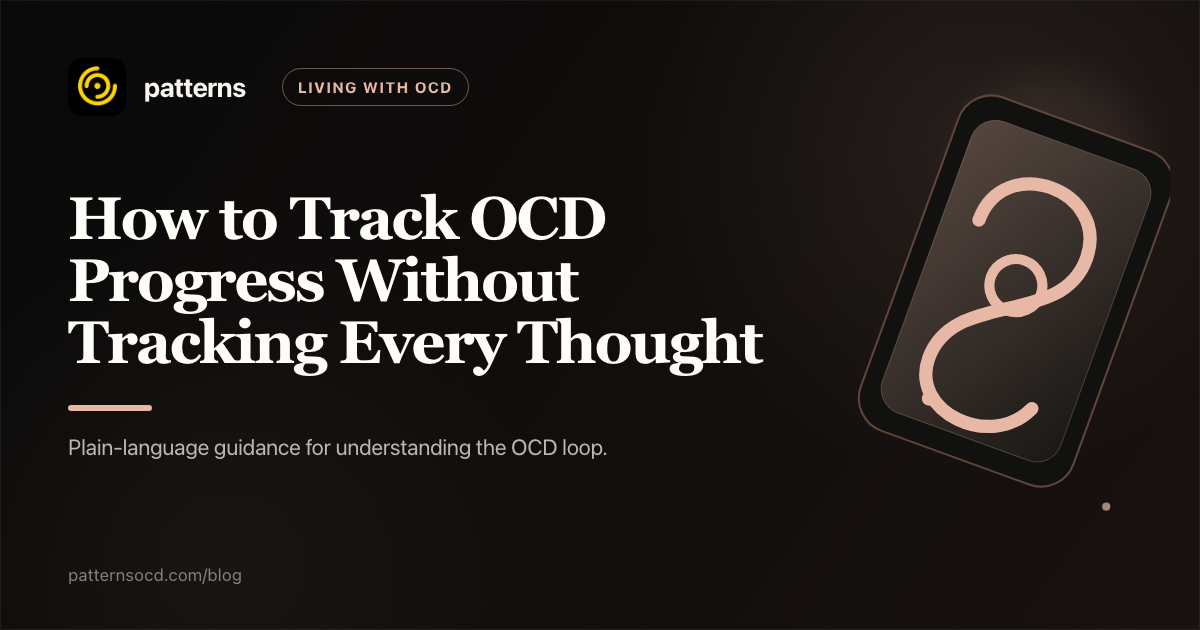 patterns
LIVING WITH OCD
How to Track OCD
Progress Without
Tracking Every Thought
Plain-language guidance for understanding the OCD loop.
patternsocd.com/blog